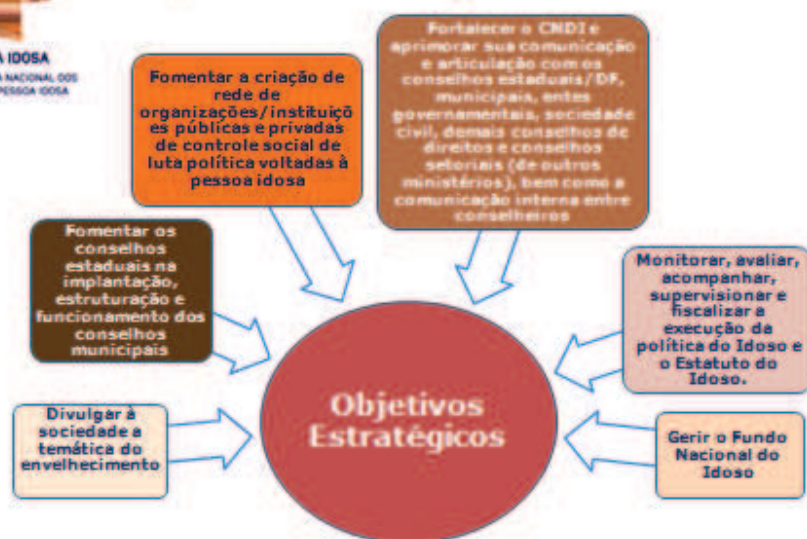 A IDOSA
A NACIONAL DOS
PESSOA IDOSA
Fomentar a criação de
rede de
organizações/instituiçõ
es públicas e privadas
de controle social de
luta política voltadas à
pessoa idosa
Fortalecer o CNDI e
aprimorar sua comunicação
e articulação com os
conselhos estaduais/DF,
municipais, entes
governamentais, sociedade
civil, demais conselhos de
direitos e conselhos
setoriais (de outros
ministérios), bem como a
comunicação interna entre
conselheiros
Fomentar os
conselhos
estaduais na
implantação,
estruturação e
funcionamento dos
conselhos
municipais
Monitorar, avaliar,
acompanhar,
supervisionar e
fiscalizar a
execução da
política do Idoso e
o Estatuto do
Idoso.
Divulgar à
sociedade a
temática do
envelhecimento
Objetivos
Estratégicos
Gerir o Fundo
Nacional do
Idoso